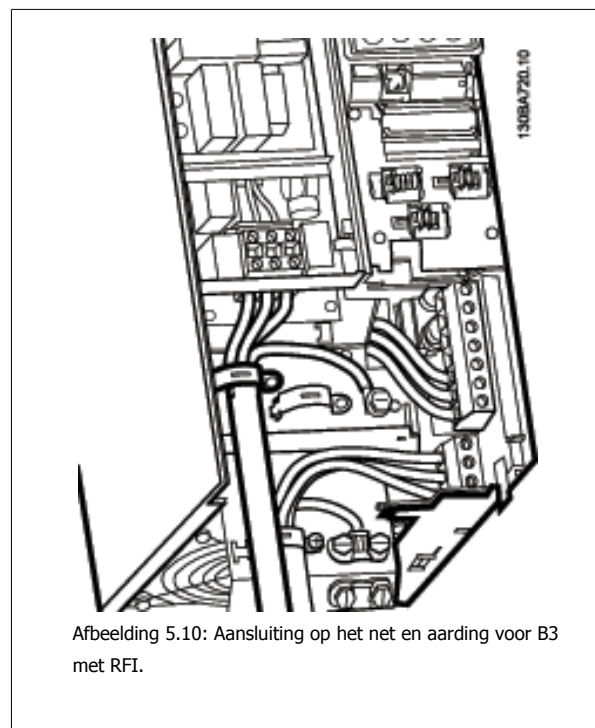 130BA720.10
Afbeelding 5.10: Aansluiting op het net en aarding voor B3
met RFI.